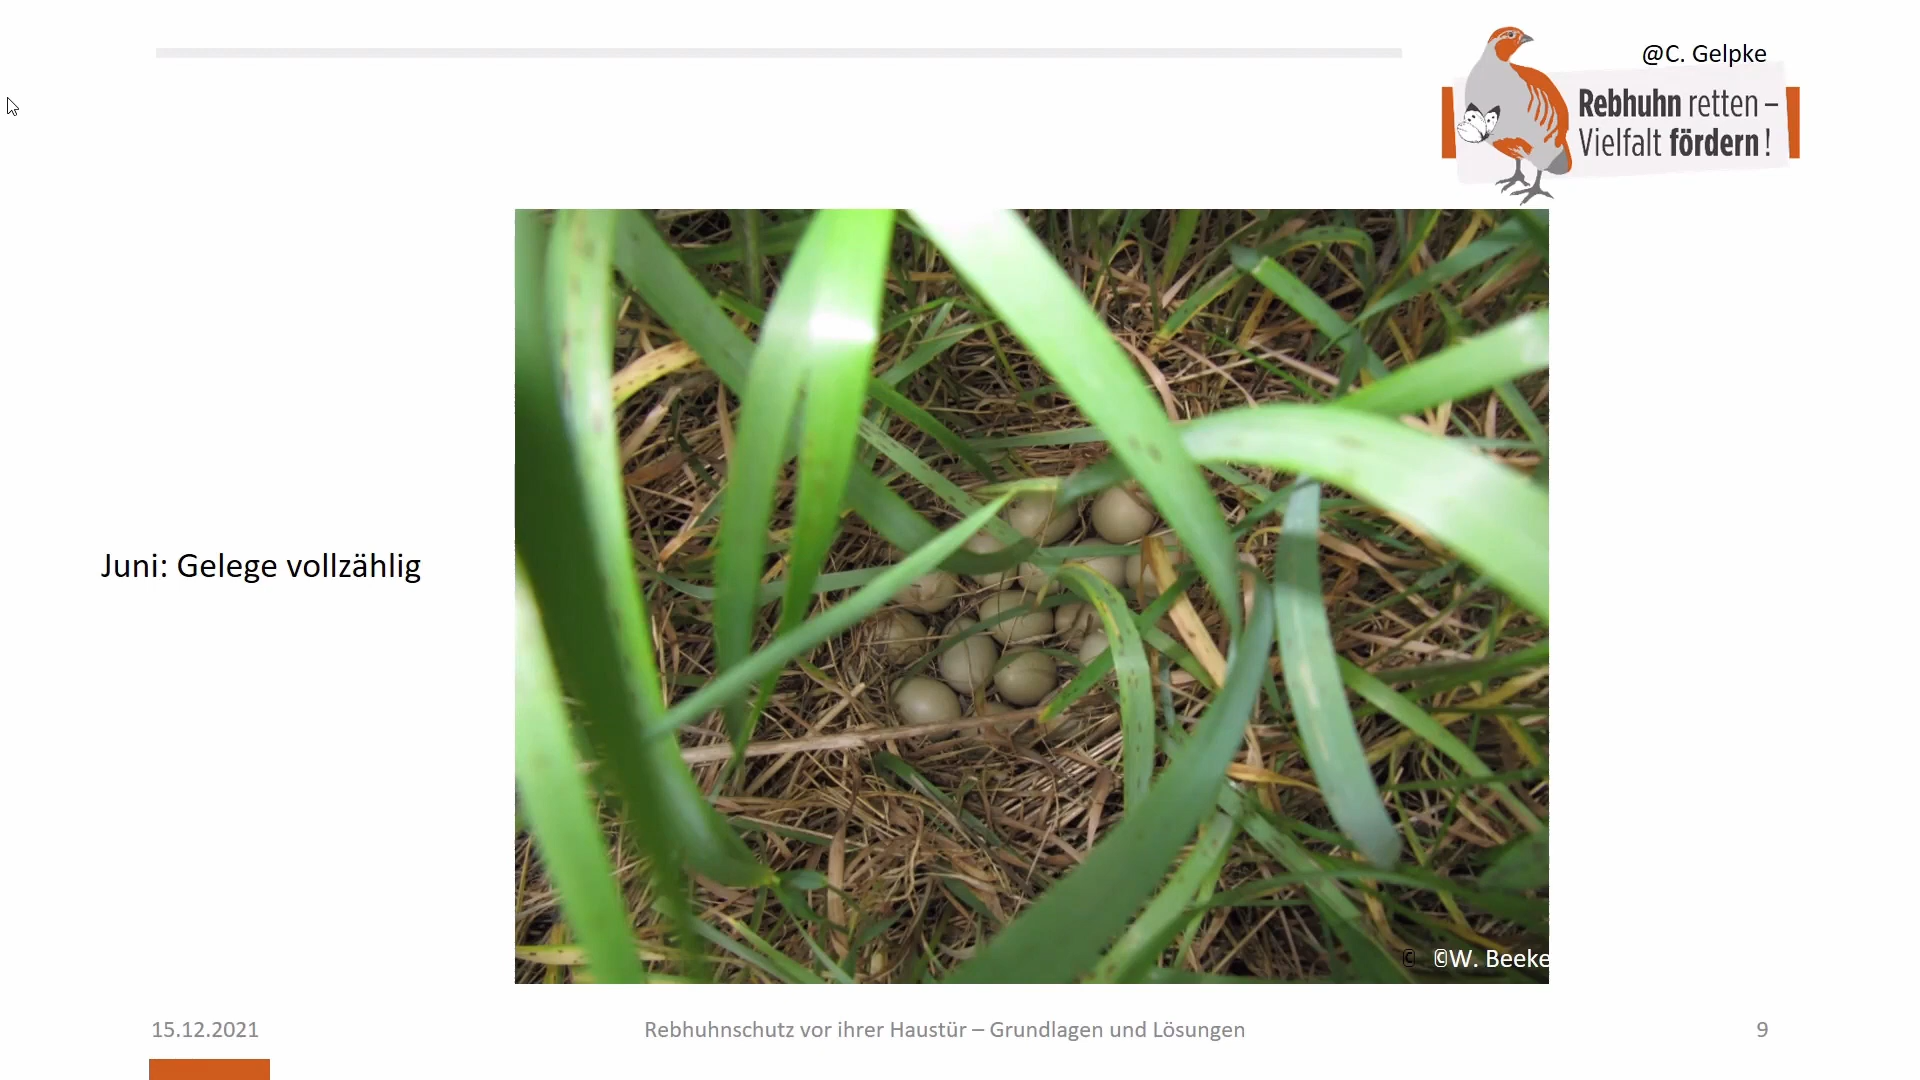 @C. Gelpke
Rebhuhn retten –
Vielfalt fördern!
Juni: Gelege vollzählig
© ©W. Beeke
15.12.2021
Rebhuhnschutz vor ihrer Haustür – Grundlagen und Lösungen
9